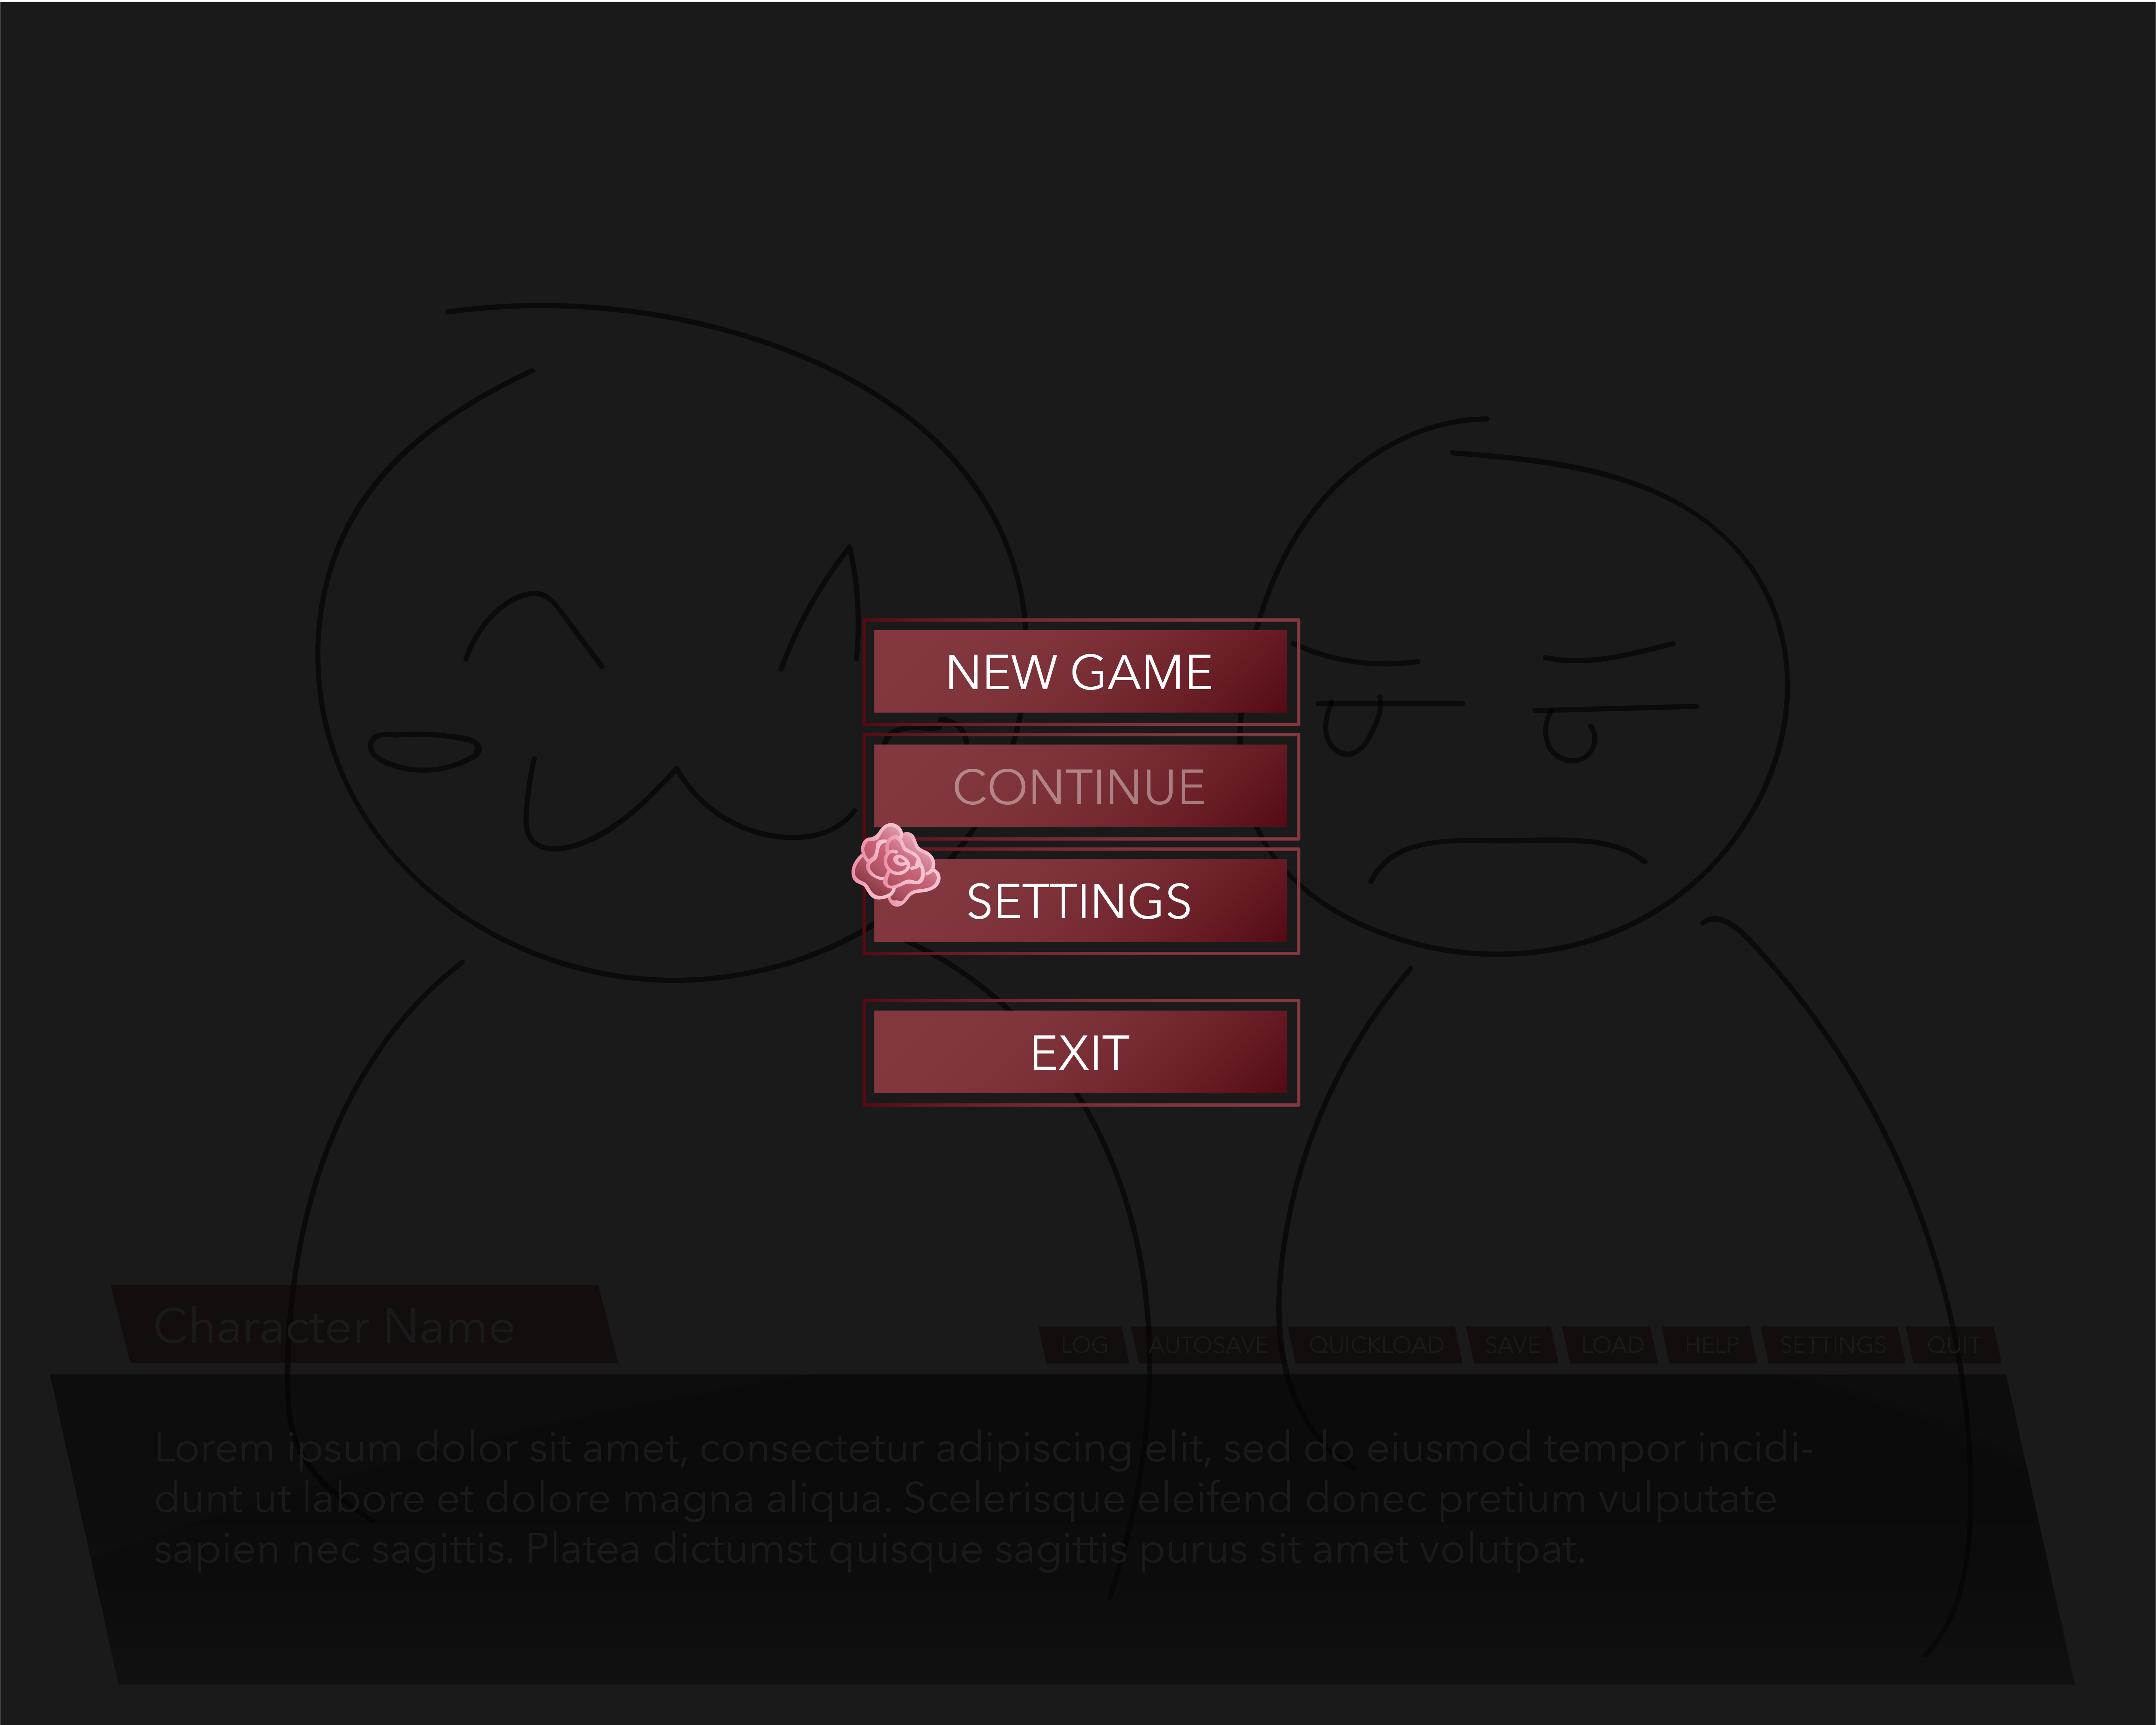 NEW GAME
CONTINUE
SETTINGS
EXIT
Character Name
LOG AUTOSAVE QUICKLOAD SAVE LOAD HELP SETTINGS QUIT
Lorem ipsum dolor sit amet, consectetur adipiscing elit, sed do eiusmod tempor incidi-
dunt ut labore et dolore magna aliqua. Scelerisque eleifend donec pretium vulputate
sapien nec sagittis. Platea dictumst quisque sagittis purus sit amet volutpat.